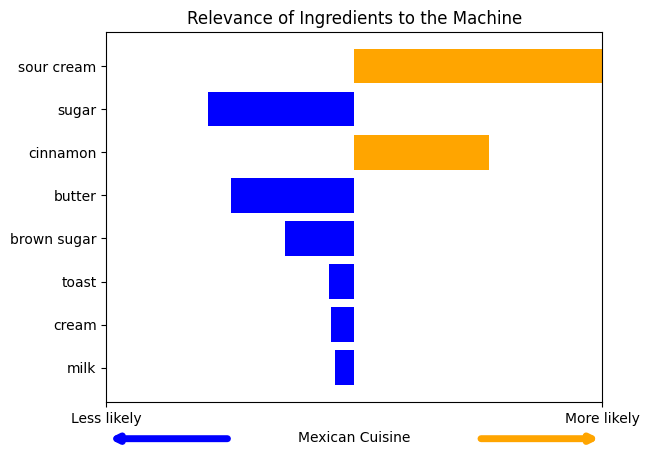 Relevance of Ingredients to the Machine
sour cream
sugar
cinnamon
butter
brown sugar
toast
cream
milk
Less likely
More likely
Mexican Cuisine